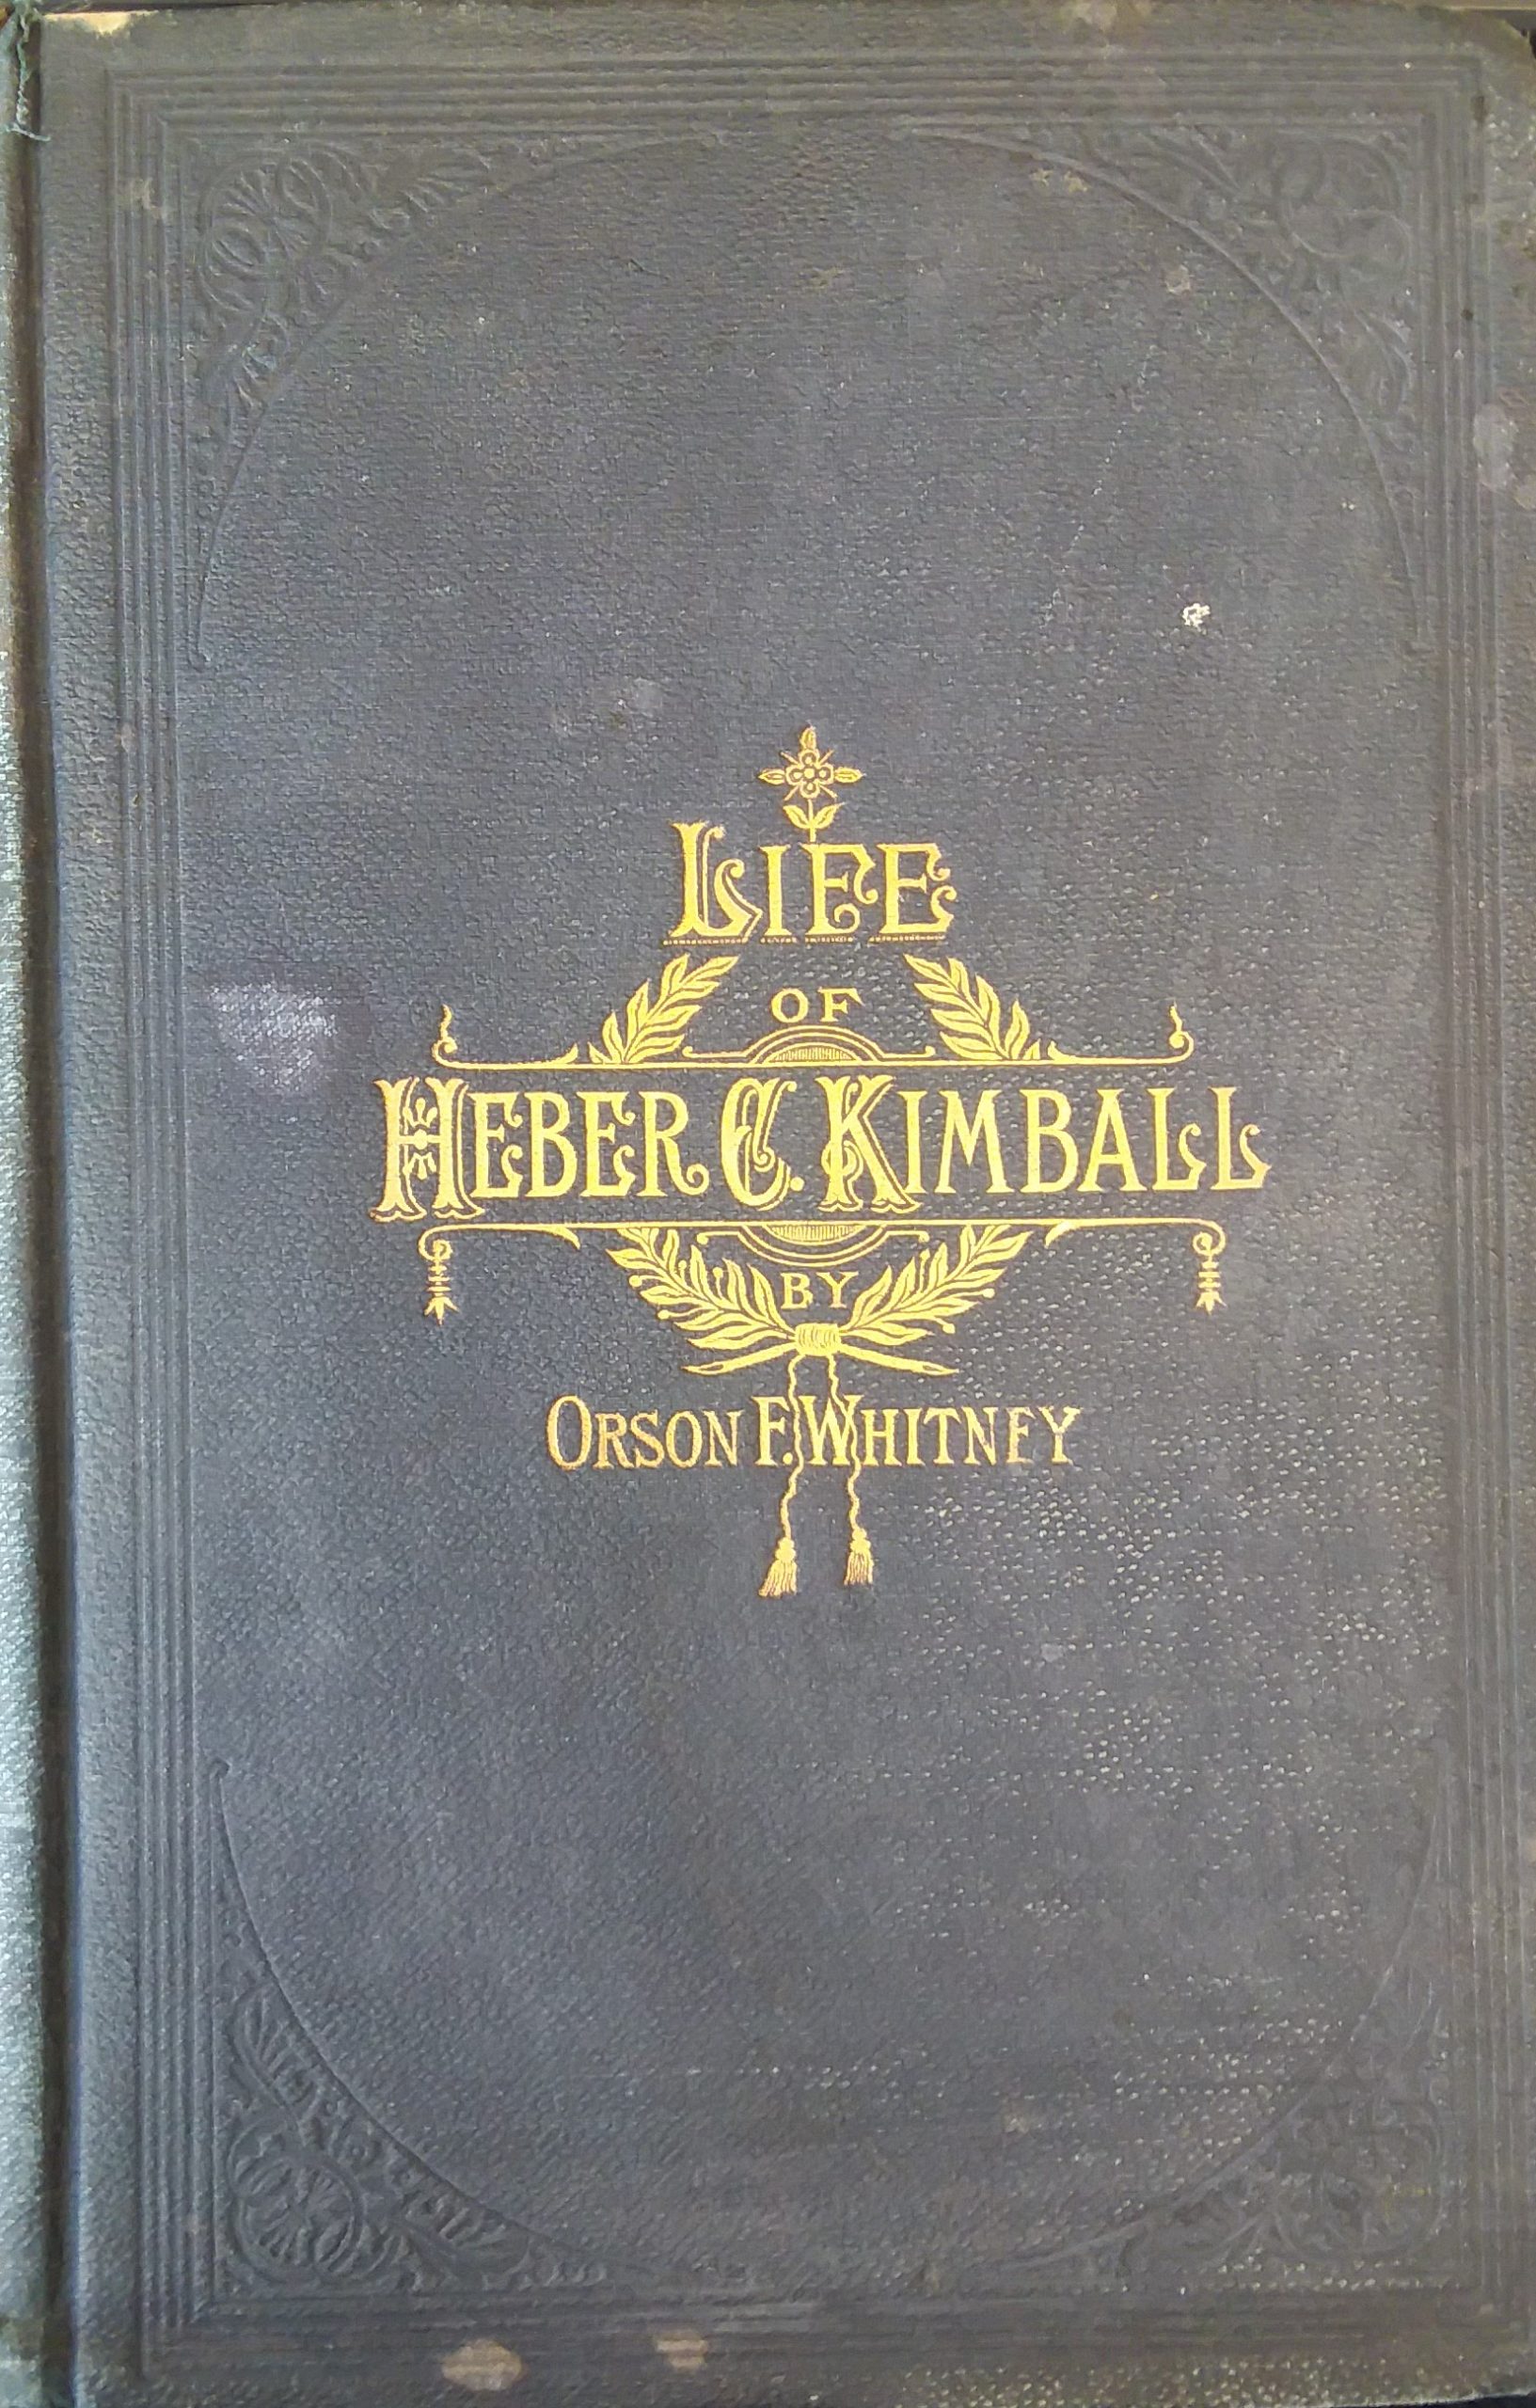 LIFE
OF
HEBER C. KIMBALL
BY
ORSON F. WHITNEY